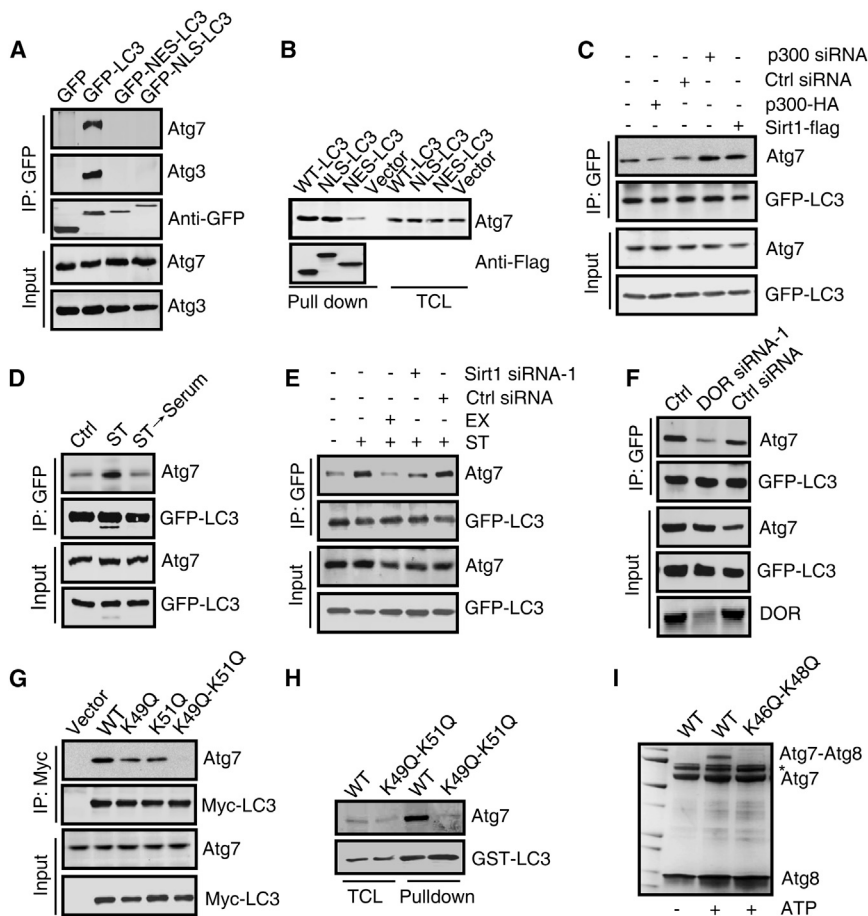 A
GFP
GFP-LC3
GFP-NES-LC3
GFP-NLS-LC3
IP: GFP
Atg7
Atg3
Anti-GFP
Input
Atg7
Atg3
B
WT-LC3
NLS-LC3
NES-LC3
Vector
WT-LC3
NLS-LC3
NES-LC3
Vector
Atg7
Anti-Flag
Pull down
TCL
C
- - - + - p300 siRNA
- - + - - Ctrl siRNA
- + - - - p300-HA
- - - - + Sirt1-flag
IP: GFP
Atg7
GFP-LC3
Input
Atg7
GFP-LC3
D
Ctrl
ST
ST→Serum
IP: GFP
Atg7
GFP-LC3
Input
Atg7
GFP-LC3
E
- - - + - Sirt1 siRNA-1
- - - - + Ctrl siRNA
- - + - - EX
- + + + + ST
IP: GFP
Atg7
GFP-LC3
Input
Atg7
GFP-LC3
F
Ctrl
DOR siRNA-1
Ctrl siRNA
IP: GFP
Atg7
GFP-LC3
Input
Atg7
GFP-LC3
DOR
G
Vector
WT
K49Q
K51Q
K49Q-K51Q
IP: Myc
Atg7
Myc-LC3
Input
Atg7
Myc-LC3
H
WT
K49Q-K51Q
WT
K49Q-K51Q
Atg7
GST-LC3
TCL
Pulldown
I
WT
WT
K46Q-K48Q
Atg7-Atg8
*
Atg7
Atg8
- + + ATP